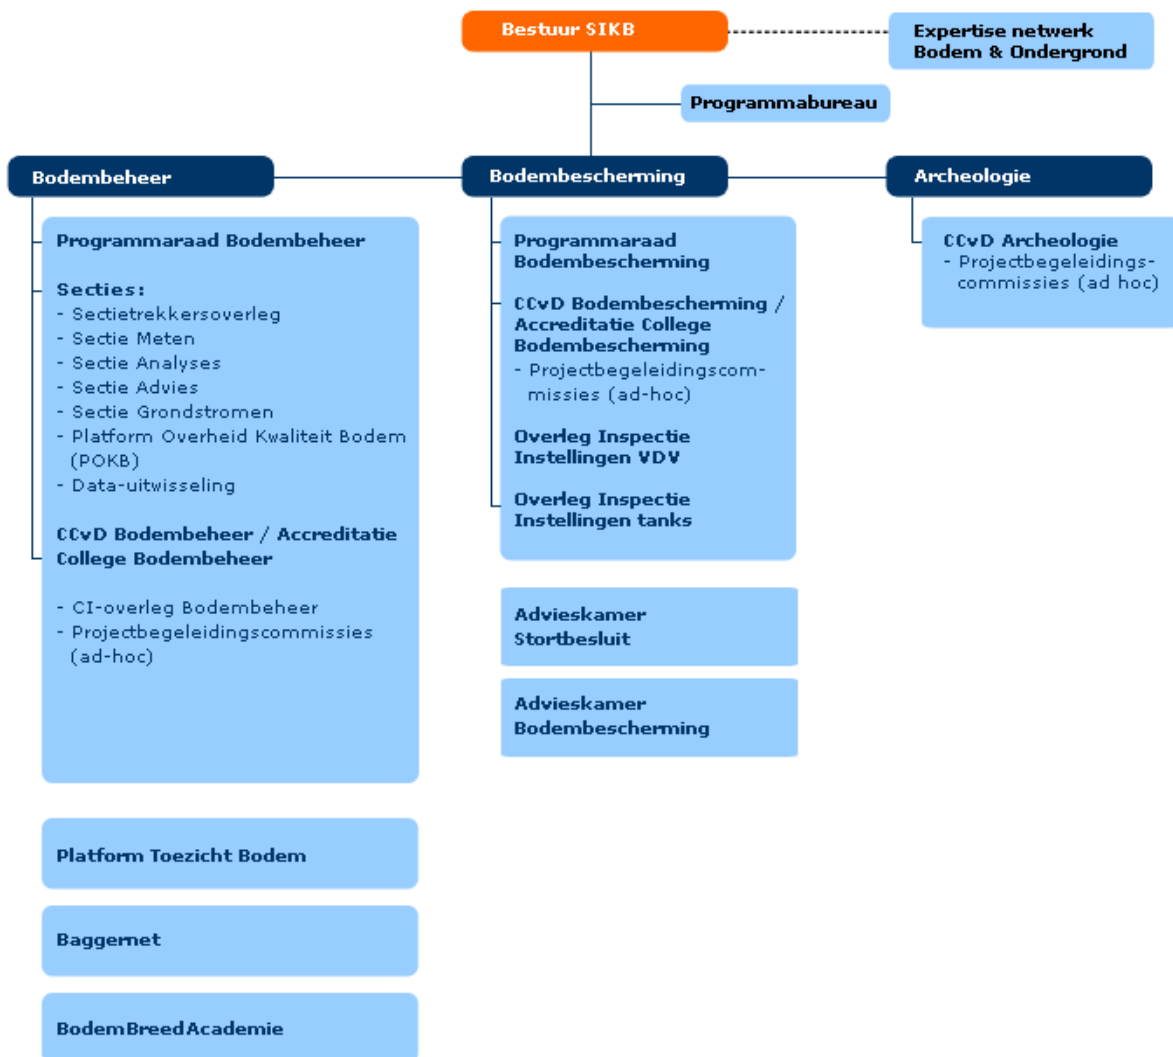 Bestuur SIKB
Expertise netwerk
Bodem & Ondergrond
Programmabureau
Bodembeheer
Bodembescherming
Archeologie
Programmaraad Bodembeheer
Secties:
- Sectietrekkersoverleg
- Sectie Meten
- Sectie Analyses
- Sectie Advies
- Sectie Grondstromen
- Platform Overheid Kwaliteit Bodem
(POKB)
- Data-uitwisseling
CCvD Bodembeheer / Accreditatie
College Bodembeheer
- CI-overleg Bodembeheer
- Projectbegeleidingscommissies
(ad-hoc)
Platform Toezicht Bodem
Baggernet
BodemBreedAcademie
Programmaraad
Bodembescherming
CCvD Bodembescherming /
Accreditatie College
Bodembescherming
- Projectbegeleidingscom-
missies (ad-hoc)
Overleg Inspectie
Instellingen VDV
Overleg Inspectie
Instellingen tanks
Advieskamer
Stortbesluit
Advieskamer
Bodembescherming
CCvD Archeologie
- Projectbegeleidings-
commissies (ad hoc)